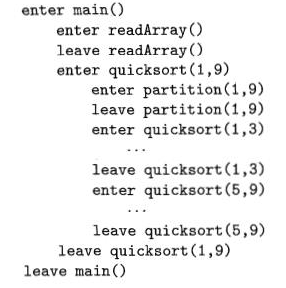 enter main()
    enter readArray()
    leave readArray()
    enter quicksort(1,9)
        enter partition(1,9)
        leave partition(1,9)
        enter quicksort(1,3)
            ...
        leave quicksort(1,3)
        enter quicksort(5,9)
            ...
        leave quicksort(5,9)
    leave quicksort(1,9)
leave main()